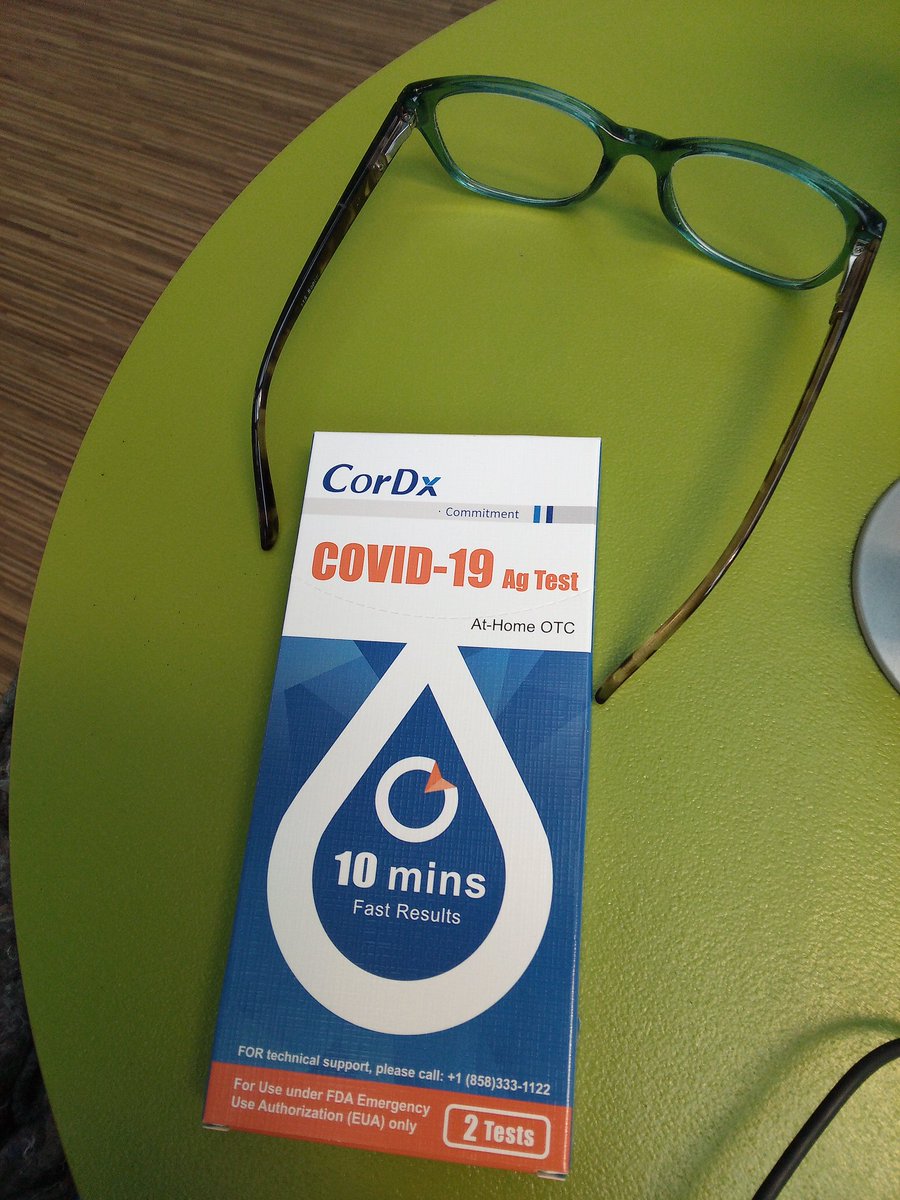 CorDx
· Commitment
COVID-19 Ag Test
At-Home OTC
10 mins
Fast Results
FOR technical support, please call: +1 (858)333-1122
For Use under FDA Emergency
Use Authorization (EUA) only
2 Tests